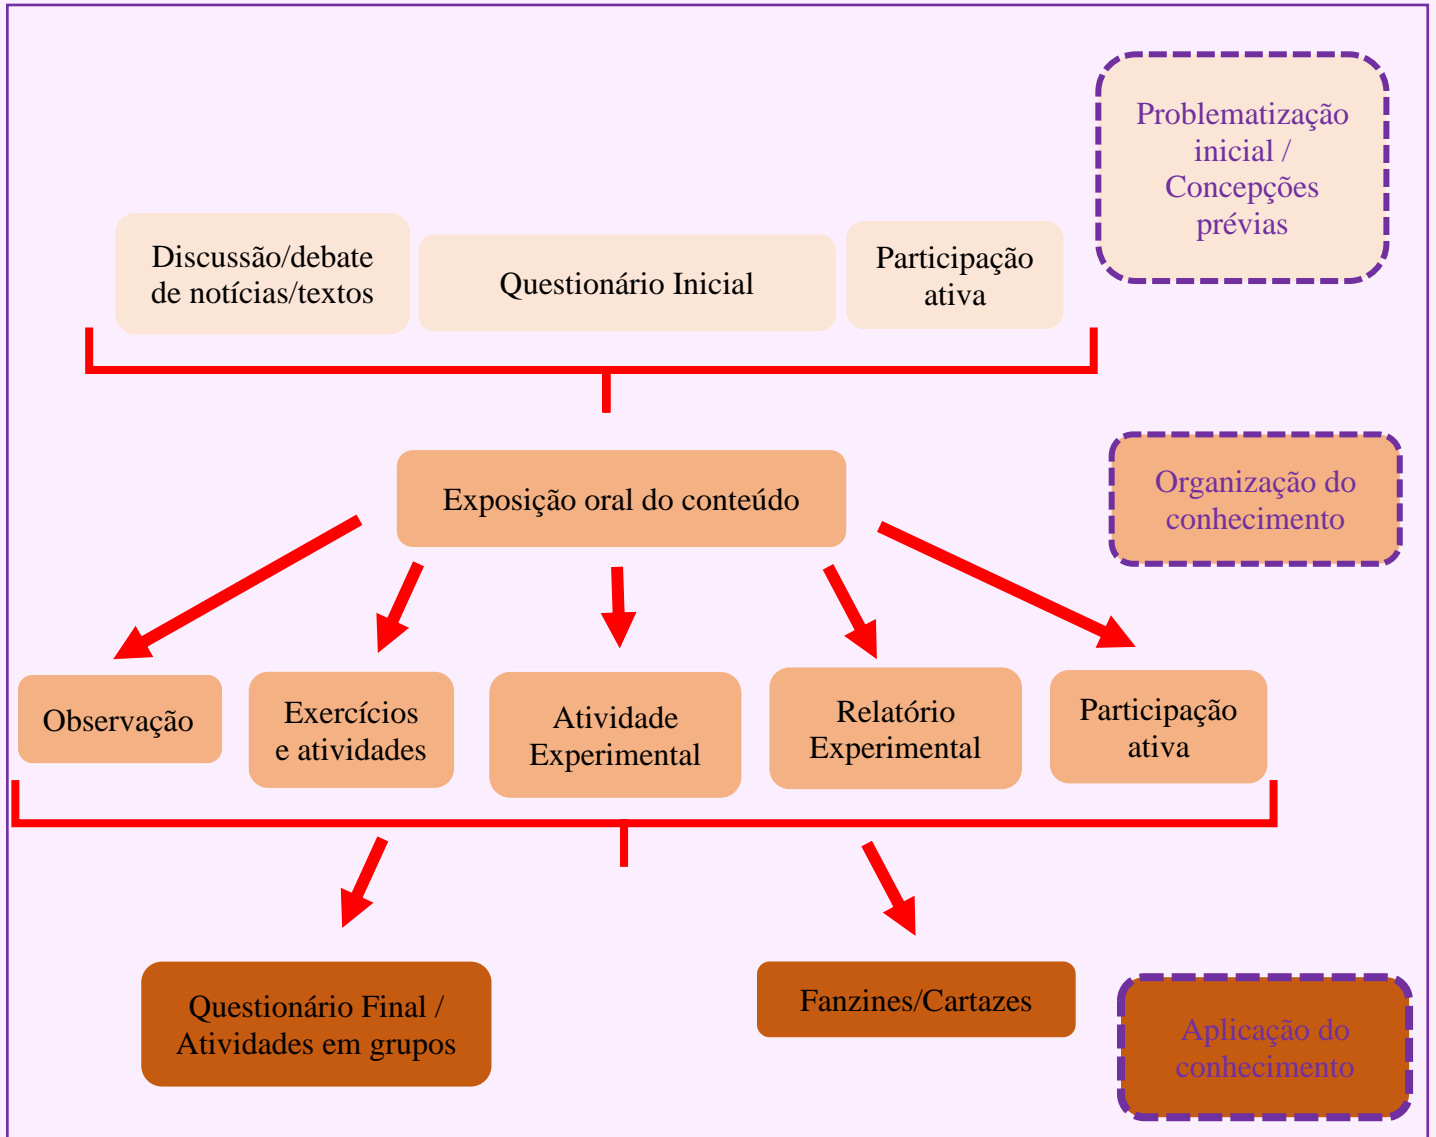 Problematização
inicial /
Concepções
prévias
Discussão/debate
de notícias/textos
Questionário Inicial
Participação
ativa
Organização do
conhecimento
Exposição oral do conteúdo
Observação
Exercícios
e atividades
Atividade
Experimental
Relatório
Experimental
Participação
ativa
Questionário Final /
Atividades em grupos
Fanzines/Cartazes
Aplicação do
conhecimento